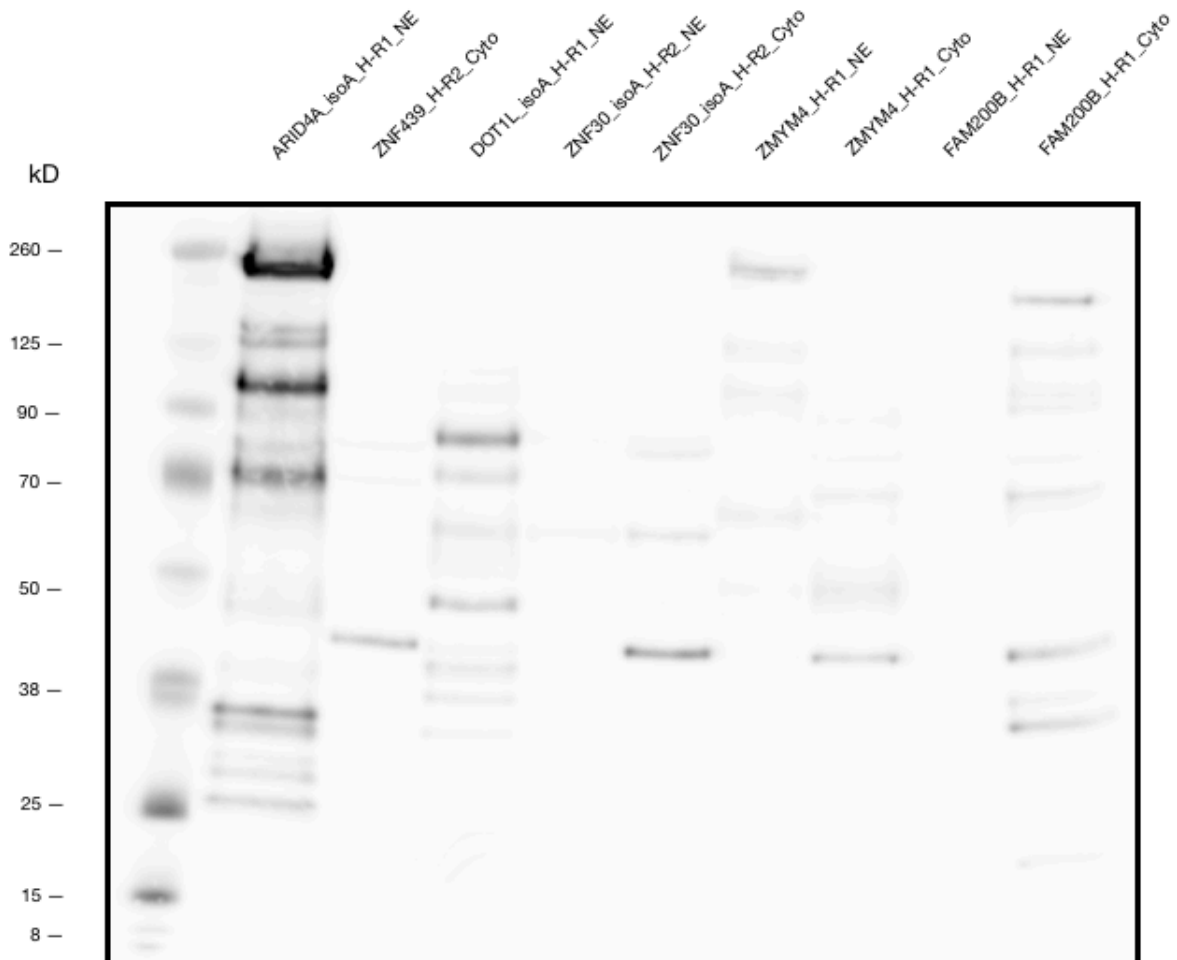 ARID4A_isoA_H-R1_NE
ZNF439_H-R2_Cyto
DOT1L_isoA_H-R1_NE
ZNF30_isoA_H-R2_NE
ZNF30_isoA_H-R2_Cyto
ZMYM4_H-R1_NE
ZMYM4_H-R1_Cyto
FAM200B_H-R1_NE
FAM200B_H-R1_Cyto
kD
260 –
125 –
90 –
70 –
50 –
38 –
25 –
15 –
8 –